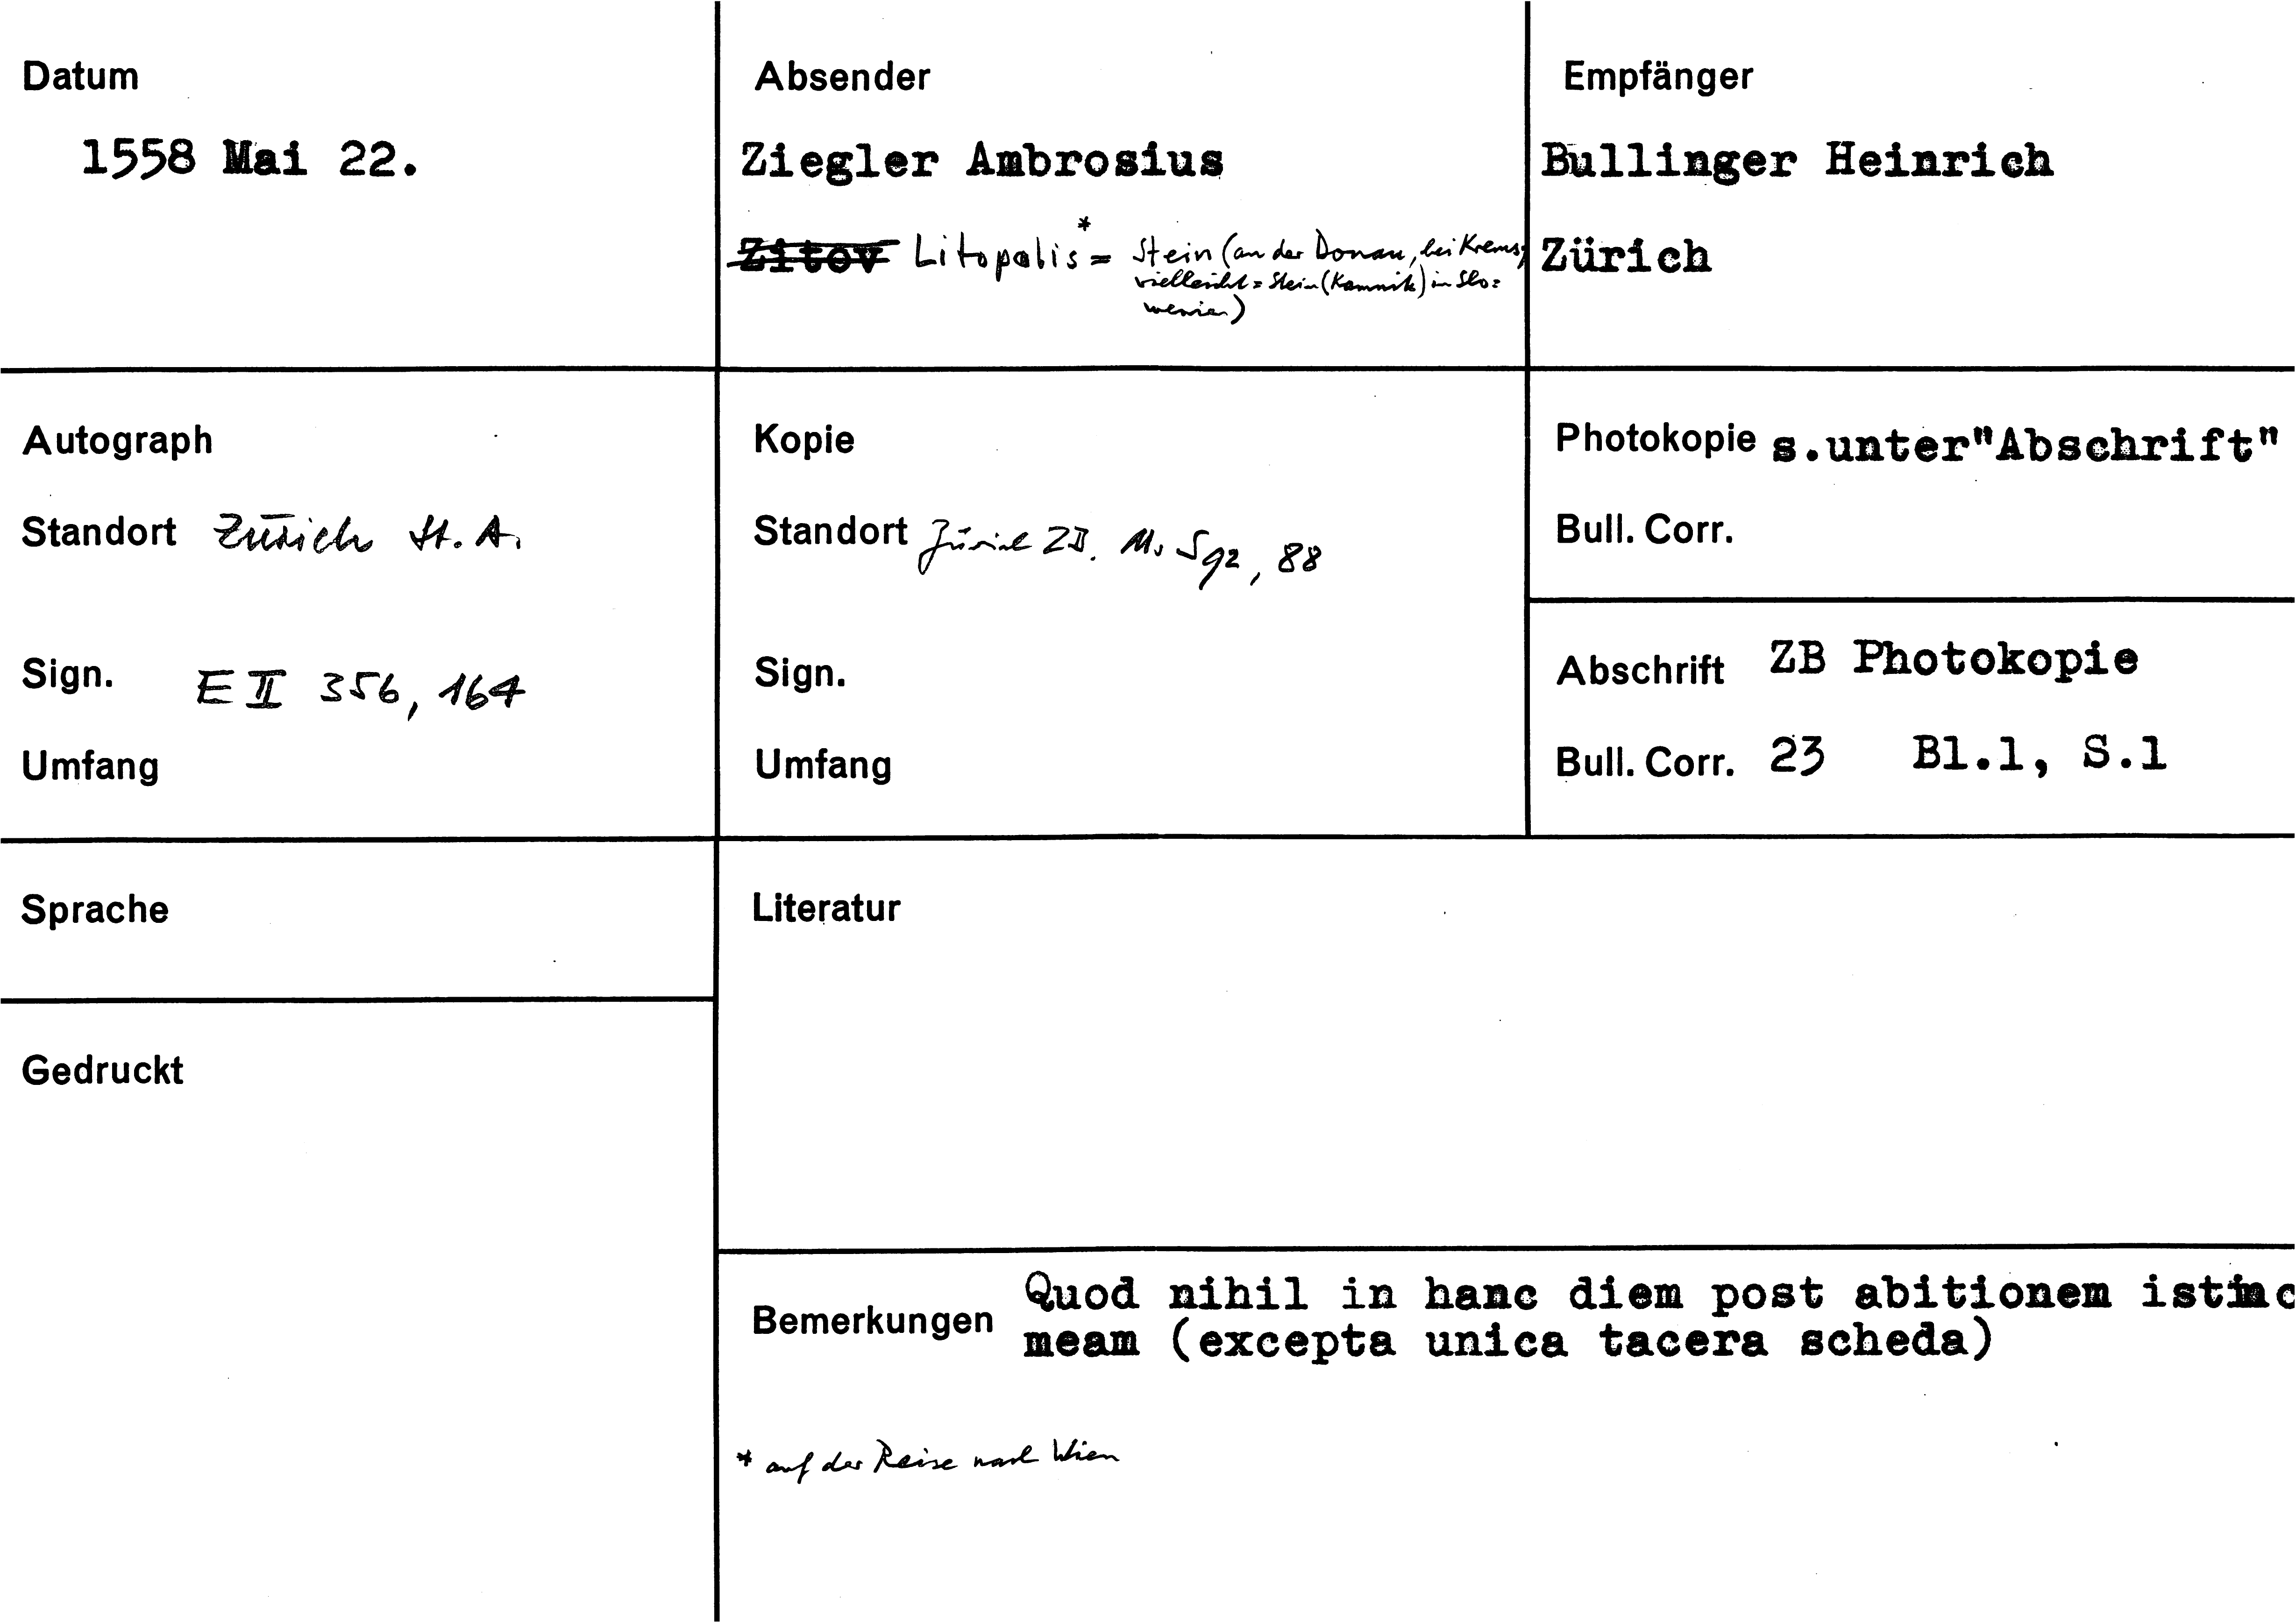 Datum
1558 Mai 22.
Absender
Ziegler Ambrosius
Zitov Litopolis* = Stein (an der Donau, bei Krems;
vielleicht = Stein (Kamnik) in Slo=
wenien)
Empfänger
Bullinger Heinrich
Zürich
Autograph
Standort Zürich St. A.
Sign. E II 356, 164
Umfang
Kopie
Standort Zürich ZB. Ms S 92, 88
Sign.
Umfang
Photokopie s.unter"Abschrift"
Bull. Corr.
Abschrift ZB Photokopie
Bull. Corr. 23 Bl.1, S.1
Sprache
Gedruckt
Literatur
Bemerkungen Quod nihil in hanc diem post abitionem istinc
meam (excepta unica tacera scheda)
* auf der Reise nach Wien